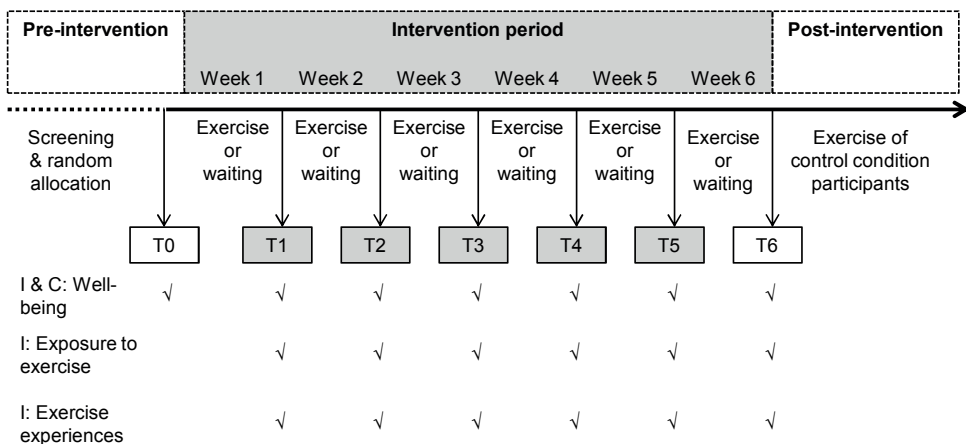 Pre-intervention Intervention period Post-intervention
Week 1 Week 2 Week 3 Week 4 Week 5 Week 6
Screening
& random
allocation
Exercise
or
waiting
Exercise
or
waiting
Exercise
or
waiting
Exercise
or
waiting
Exercise
or
waiting
Exercise
or
waiting
Exercise of
control condition
participants
T0 T1 T2 T3 T4 T5 T6
I & C: Well-
being
√ √ √ √ √ √ √
I: Exposure to
exercise
√ √ √ √ √ √
I: Exercise
experiences
√ √ √ √ √ √